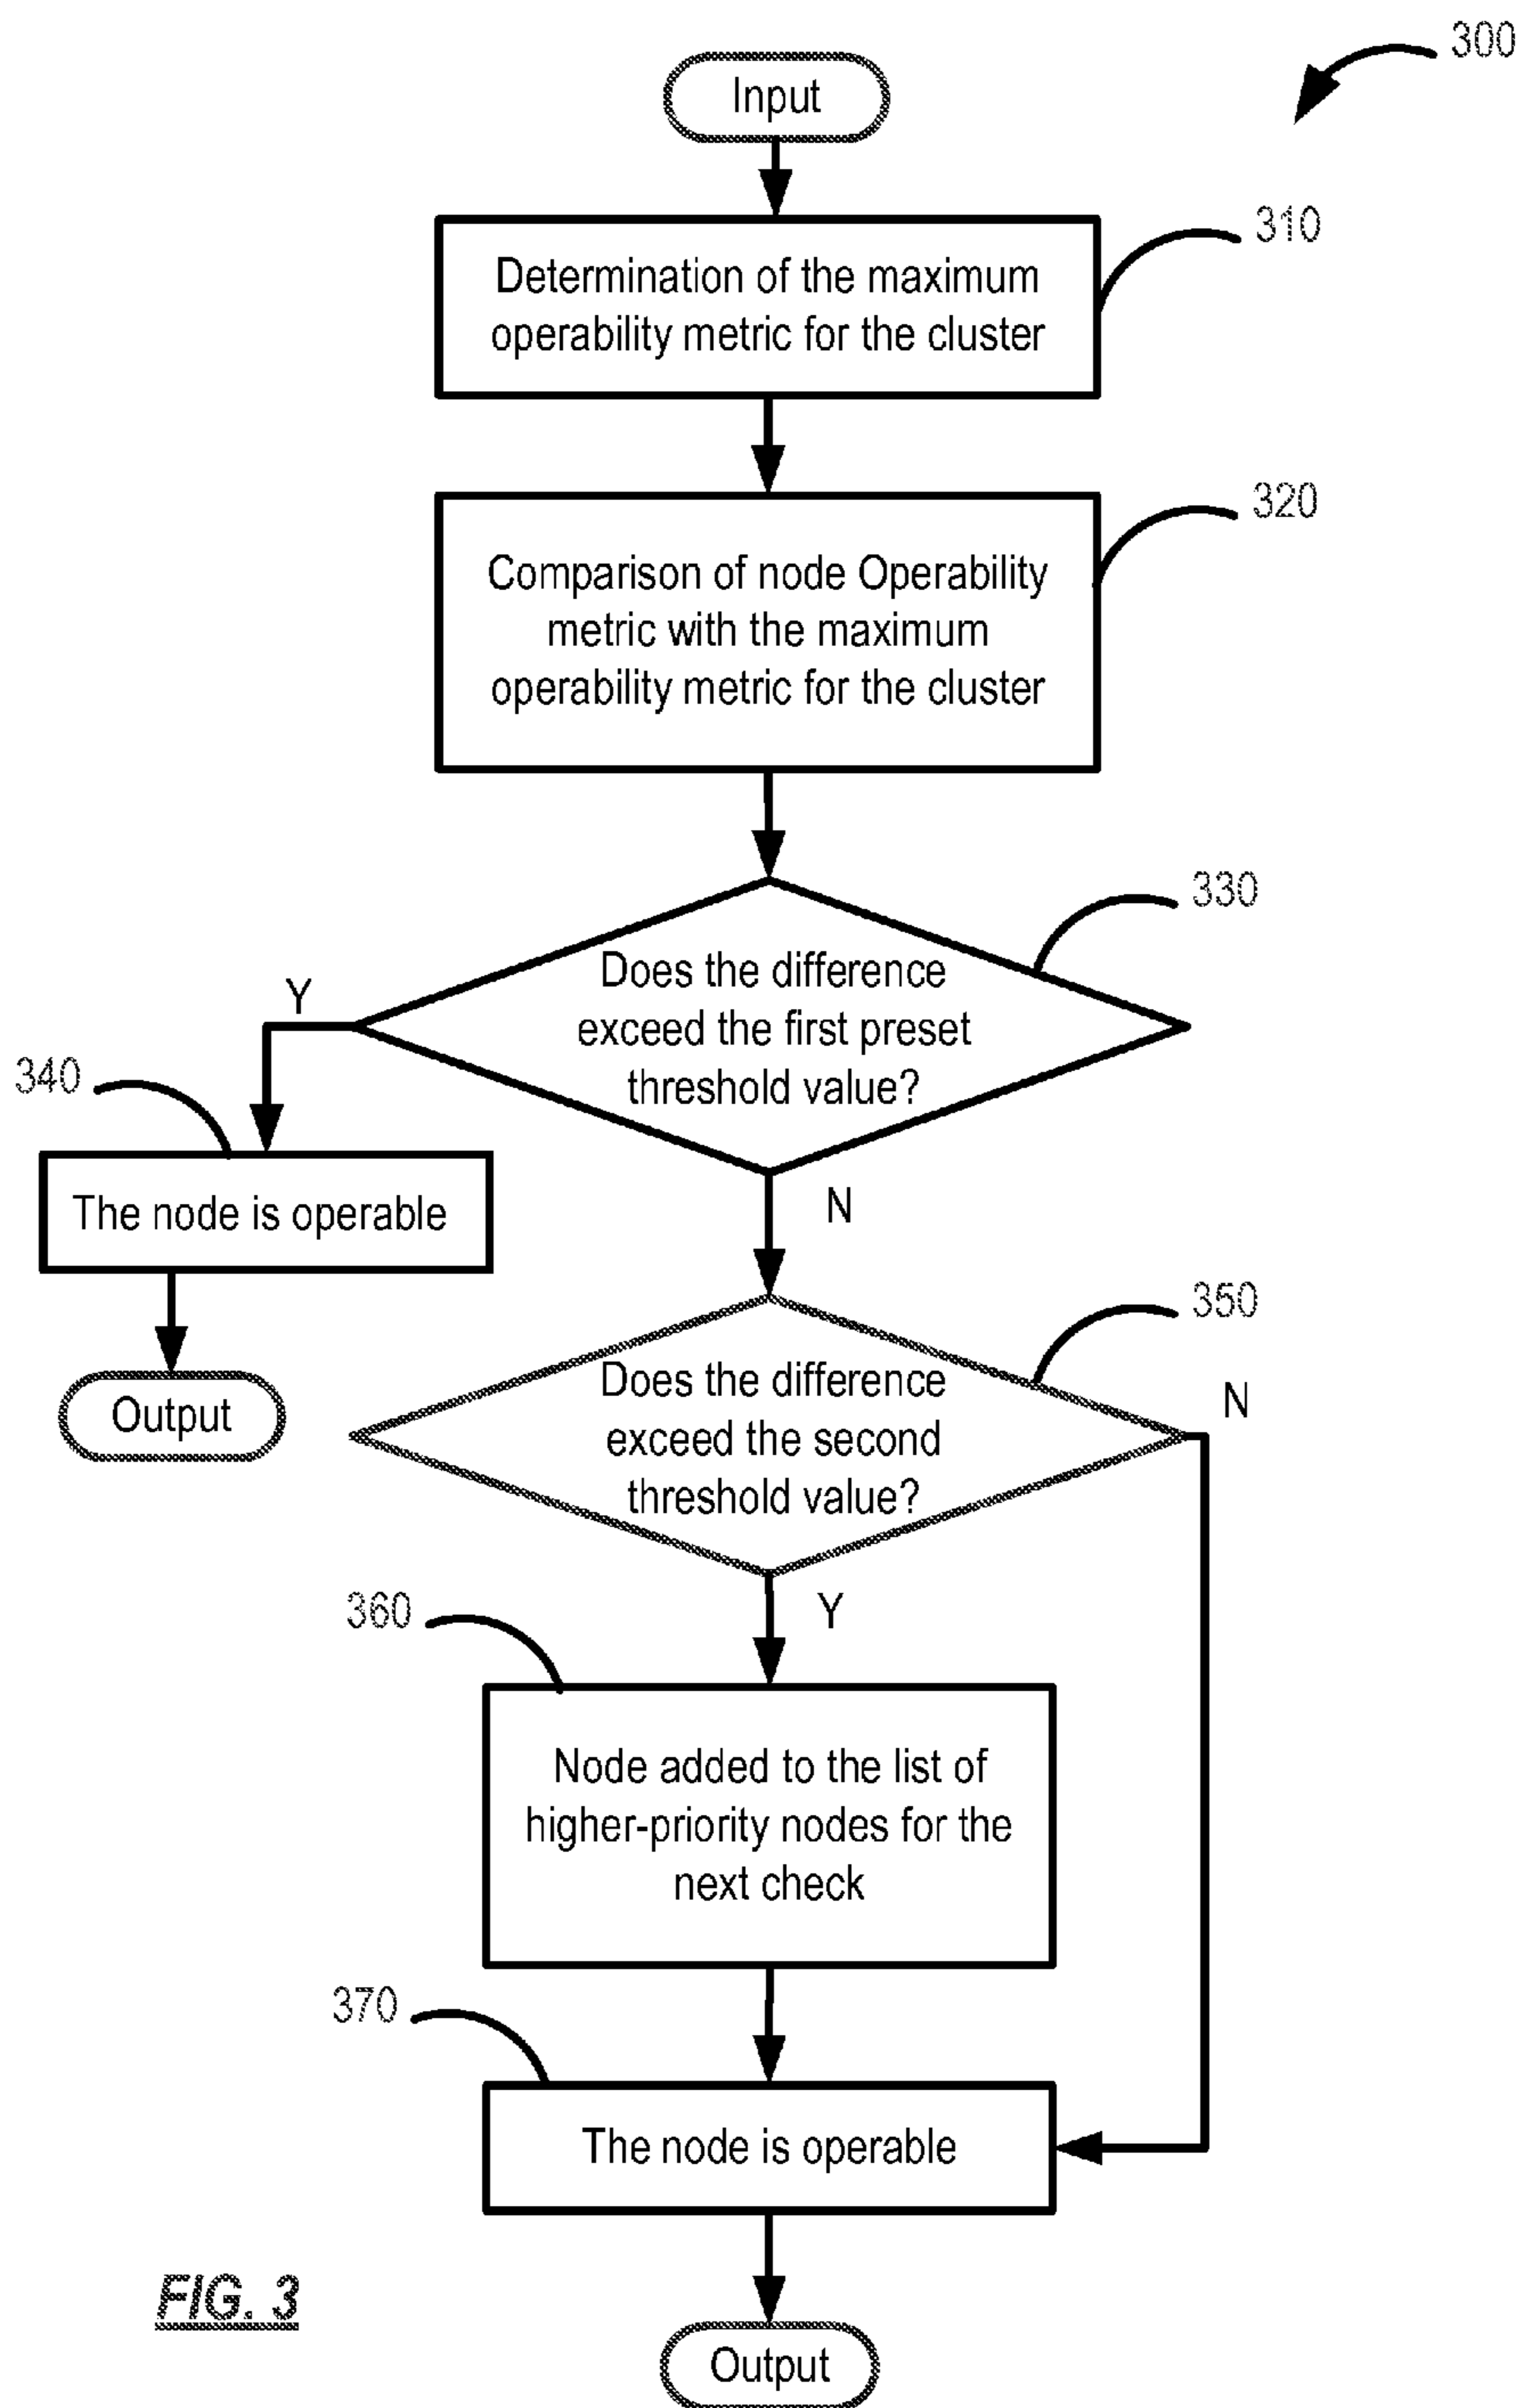 300
Input
310
Determination of the maximum
operability metric for the cluster
320
Comparison of node Operability
metric with the maximum
operability metric for the cluster
330
Does the difference
exceed the first preset
threshold value?
Y
340
The node is operable
N
Output
350
Does the difference
exceed the second
threshold value?
N
360
Y
Node added to the list of
higher-priority nodes for the
next check
370
The node is operable
FIG. 3
Output